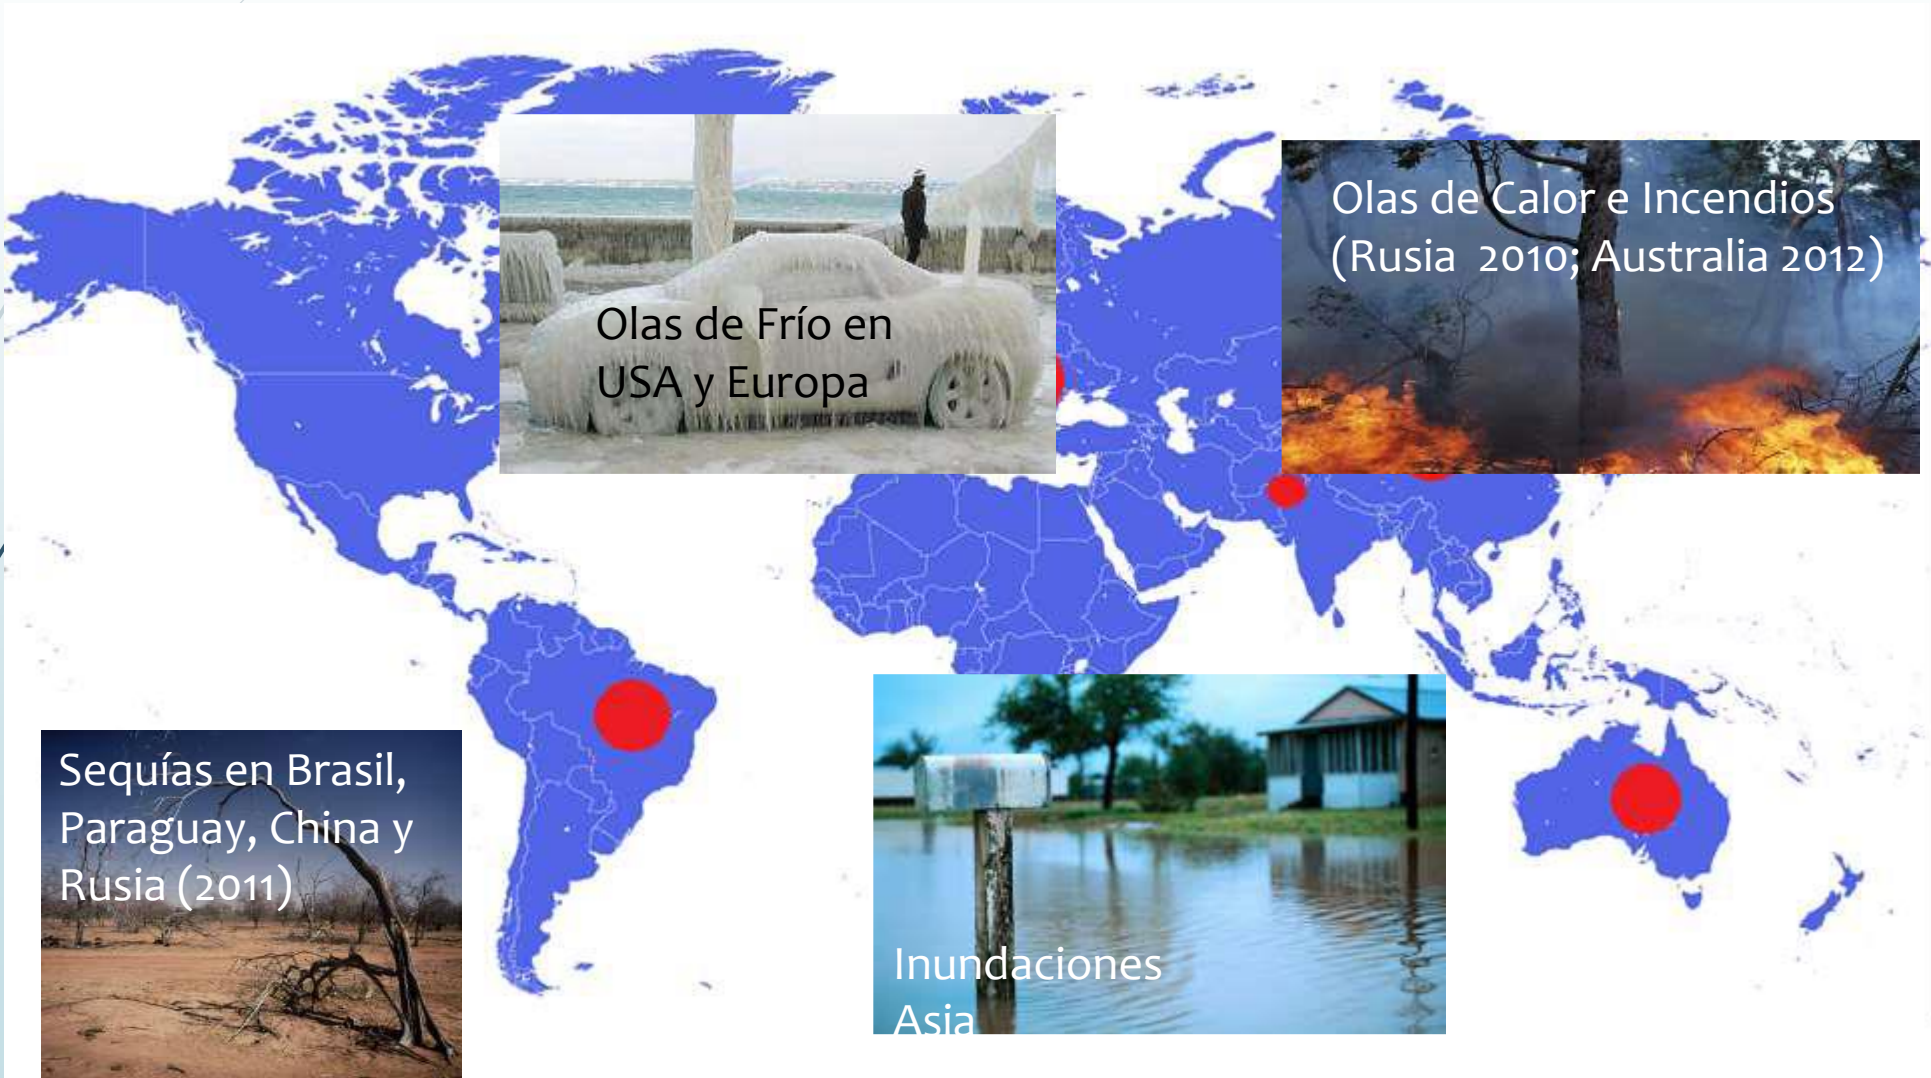 Olas de Calor e Incendios
(Rusia 2010; Australia 2012)
Olas de Frío en
USA y Europa
Sequías en Brasil,
Paraguay, China y
Rusia (2011)
Inundaciones
Asia